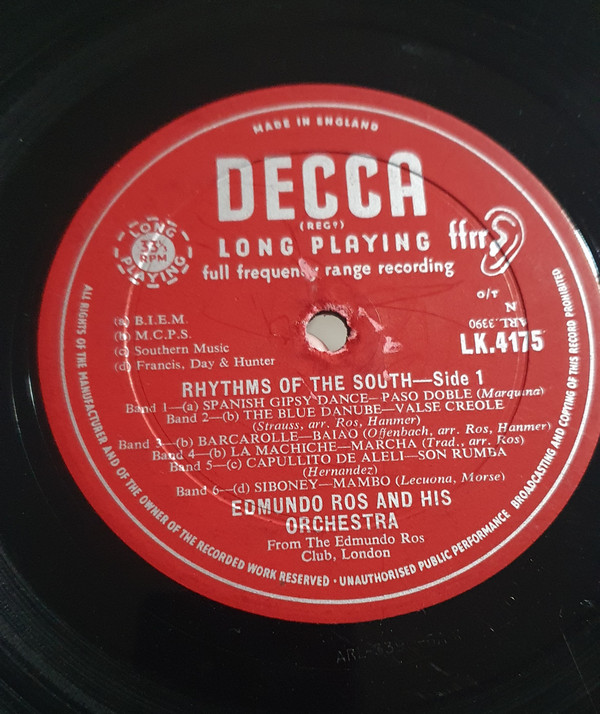 MADE IN ENGLAND
DECCA
(REGᴰ)
LONG PLAYING
ffrr
full frequency range recording
LONG PLAYING
33⅓
RPM
O/T
N
ARL.3390
LK.4175
(a) B.I.E.M.
(b) M.C.P.S.
(c) Southern Music
(d) Francis, Day & Hunter
RHYTHMS OF THE SOUTH—Side 1
Band 1—(a) SPANISH GIPSY DANCE—PASO DOBLE (Marquina)
Band 2—(b) THE BLUE DANUBE—VALSE CREOLE
(Strauss, arr. Ros, Hanmer)
Band 3—(b) BARCAROLLE—BAIAO (Offenbach, arr. Ros, Hanmer)
Band 4—(b) LA MACHICHE—MARCHA (Trad., arr. Ros)
Band 5—(c) CAPULLITO DE ALELI—SON RUMBA
(Hernandez)
Band 6—(d) SIBONEY—MAMBO (Lecuona, Morse)
EDMUNDO ROS AND HIS
ORCHESTRA
From The Edmundo Ros
Club, London
ALL RIGHTS OF THE MANUFACTURER AND OF THE OWNER OF THE RECORDED WORK RESERVED · UNAUTHORISED PUBLIC PERFORMANCE BROADCASTING AND COPYING OF THIS RECORD PROHIBITED